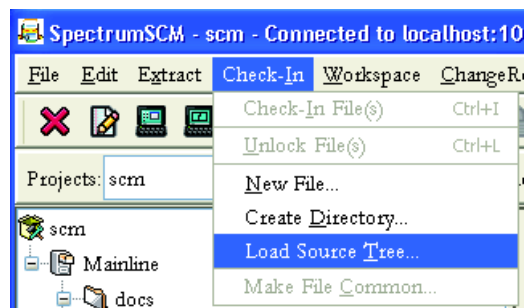 SpectrumSCM - scm - Connected to localhost:10
File Edit Extract Check-In Workspace
Check-In File(s) Ctrl+I
Unlock File(s) Ctrl+L
Projects: scm
New File...
Create Directory...
scm
Load Source Tree...
Mainline
Make File Common...
docs